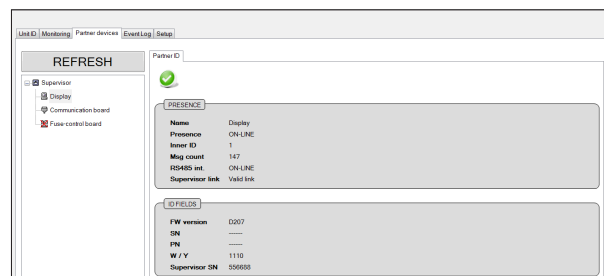 Unit ID Monitoring Partner devices Event Log Setup
REFRESH
Supervisor
Display
Communication board
Fuse-control board
Partner ID
PRESENCE
Name Display
Presence ON-LINE
Inner ID 1
Msg count 147
RS485 int. ON-LINE
Supervisor link Valid link
ID FIELDS
FW version D207
SN ------
PN ------
W / Y 1110
Supervisor SN 556688